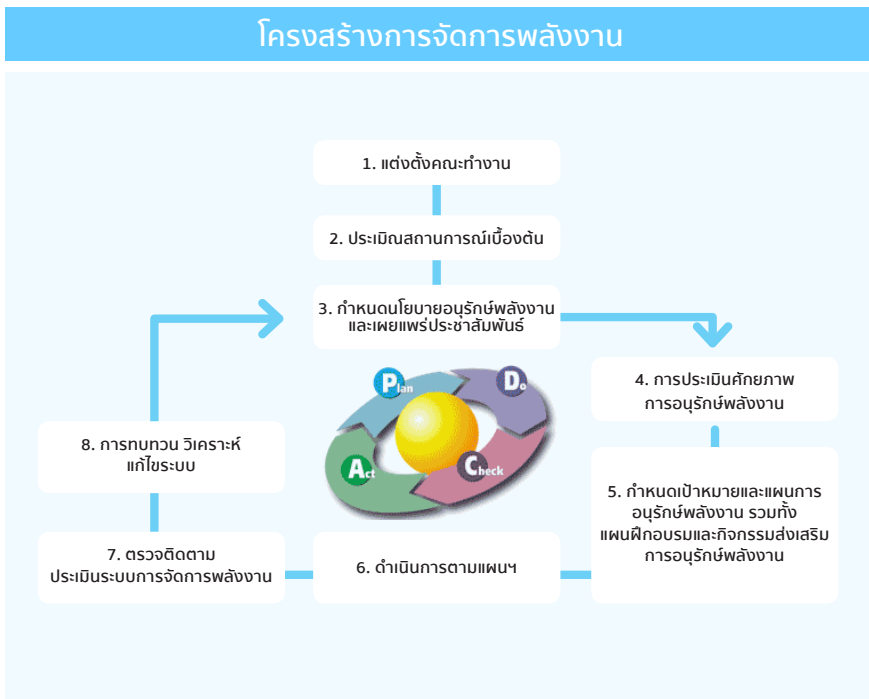 โครงสร้างการจัดการพลังงาน
1. แต่งตั้งคณะทำงาน
2. ประเมิณสถานการณ์เบื้องต้น
3. กำหนดนโยบายอนุรักษ์พลังงาน
และเผยแพร่ประชาสัมพันธ์
Plan
Do
4. การประเมินศักยภาพ
การอนุรักษ์พลังงาน
8. การทบทวน วิเคราะห์
แก้ไขระบบ
Act
Check
5. กำหนดเป้าหมายและแผนการ
อนุรักษ์พลังงาน รวมทั้ง
แผนฝึกอบรมและกิจกรรมส่งเสริม
การอนุรักษ์พลังงาน
7. ตรวจติดตาม
ประเมินระบบการจัดการพลังงาน
6. ดำเนินการตามแผนฯ